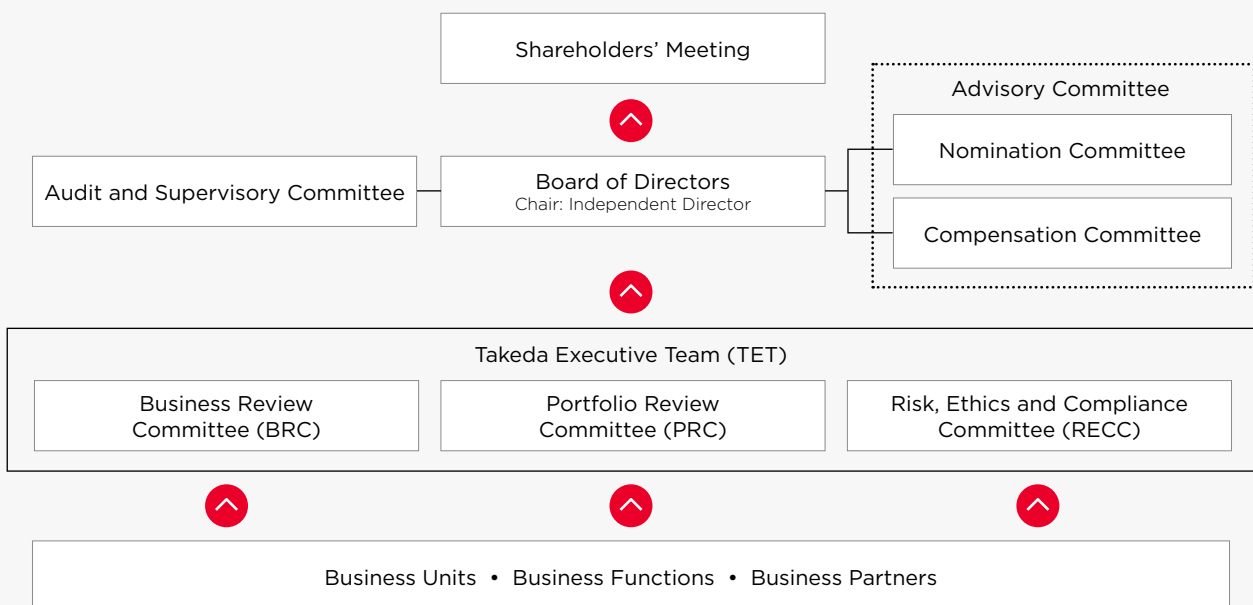 Shareholders’ Meeting
Advisory Committee
Nomination Committee
Audit and Supervisory Committee
Board of Directors
Chair: Independent Director
Compensation Committee
Takeda Executive Team (TET)
Business Review
Committee (BRC)
Portfolio Review
Committee (PRC)
Risk, Ethics and Compliance
Committee (RECC)
Business Units • Business Functions • Business Partners